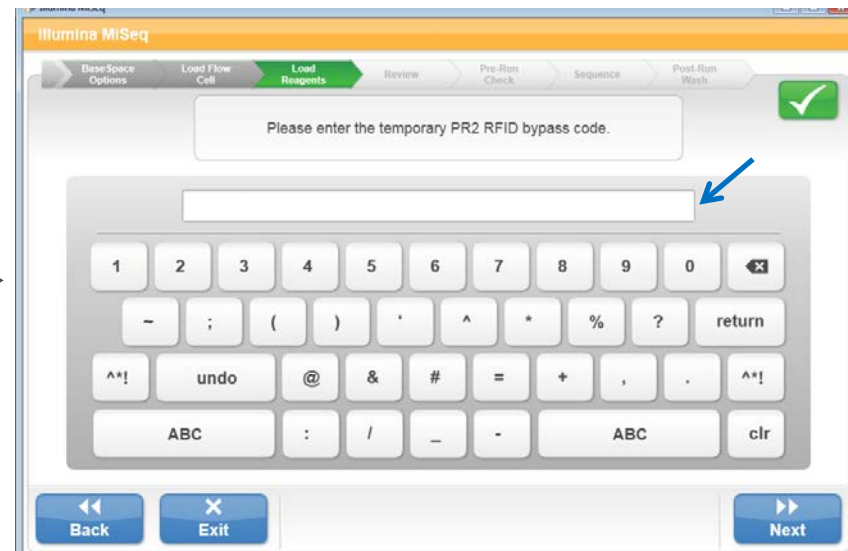 Illumina MiSeq
BaseSpace Options
Load Flow Cell
Load Reagents
Review
Pre-Run Check
Sequence
Post-Run Wash
Please enter the temporary PR2 RFID bypass code.
1 2 3 4 5 6 7 8 9 0
~ ; ( ) ' ^ * % ? return
^*! undo @ & # = + , . ^*!
ABC : / _ - ABC clr
Back Exit Next